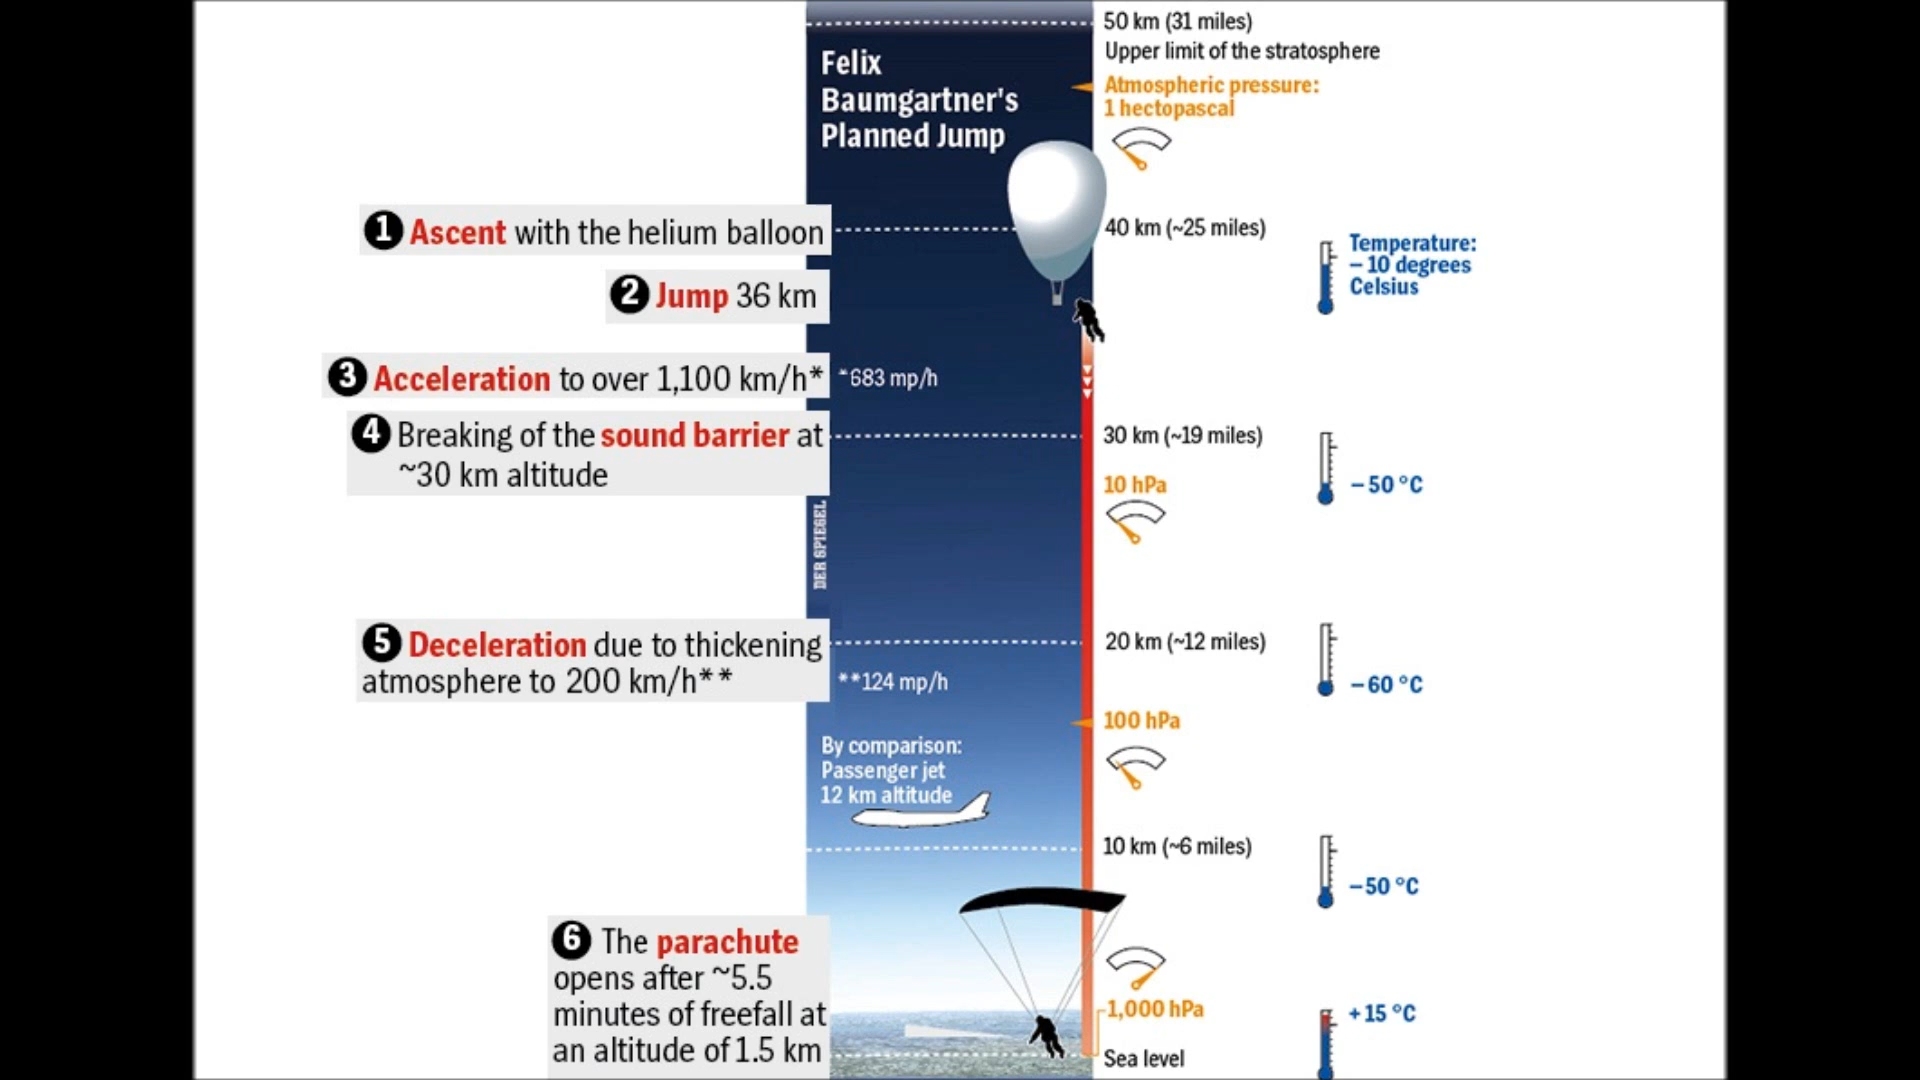 50 km (31 miles)
Upper limit of the stratosphere
Felix
Baumgartner's
Planned Jump
Atmospheric pressure:
1 hectopascal
1 Ascent with the helium balloon
40 km (~25 miles)
Temperature:
– 10 degrees
Celsius
2 Jump 36 km
3 Acceleration to over 1,100 km/h*
*683 mp/h
4 Breaking of the sound barrier at
~30 km altitude
30 km (~19 miles)
10 hPa
– 50 °C
DER SPIEGEL
5 Deceleration due to thickening
atmosphere to 200 km/h**
20 km (~12 miles)
**124 mp/h
– 60 °C
100 hPa
By comparison:
Passenger jet
12 km altitude
10 km (~6 miles)
– 50 °C
6 The parachute
opens after ~5.5
minutes of freefall at
an altitude of 1.5 km
1,000 hPa
+ 15 °C
Sea level